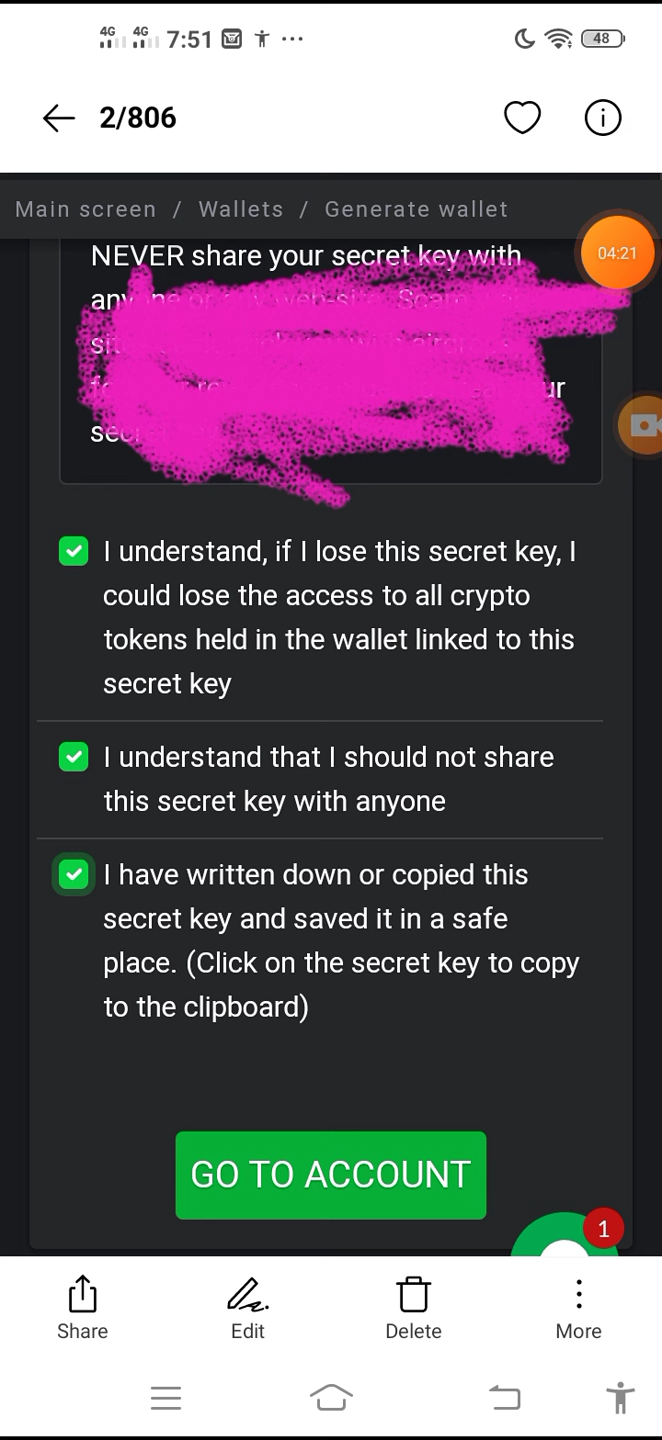 4G 4G 7:51 ... 48
2/806
Main screen / Wallets / Generate wallet
NEVER share your secret key with
04:21
I understand, if I lose this secret key, I
could lose the access to all crypto
tokens held in the wallet linked to this
secret key
I understand that I should not share
this secret key with anyone
I have written down or copied this
secret key and saved it in a safe
place. (Click on the secret key to copy
to the clipboard)
GO TO ACCOUNT
1
Share Edit Delete More